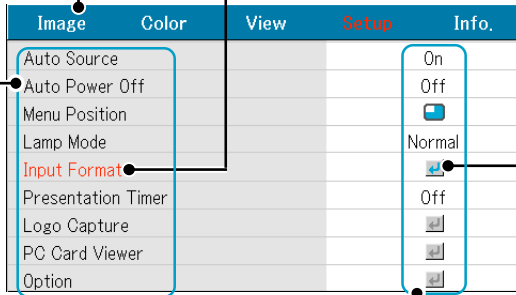 Image Color View Setup Info.
Auto Source On
Auto Power Off Off
Menu Position
Lamp Mode Normal
Input Format
Presentation Timer Off
Logo Capture
PC Card Viewer
Option